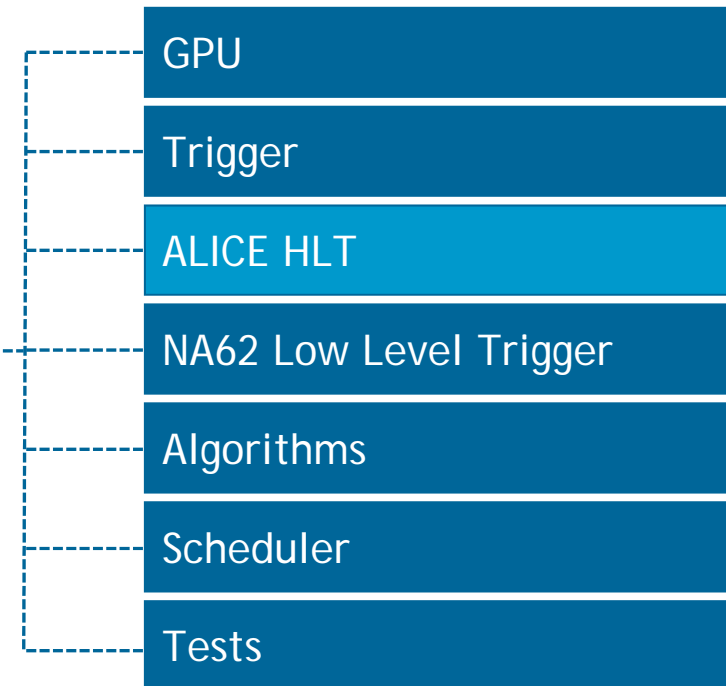 GPU
Trigger
ALICE HLT
NA62 Low Level Trigger
Algorithms
Scheduler
Tests